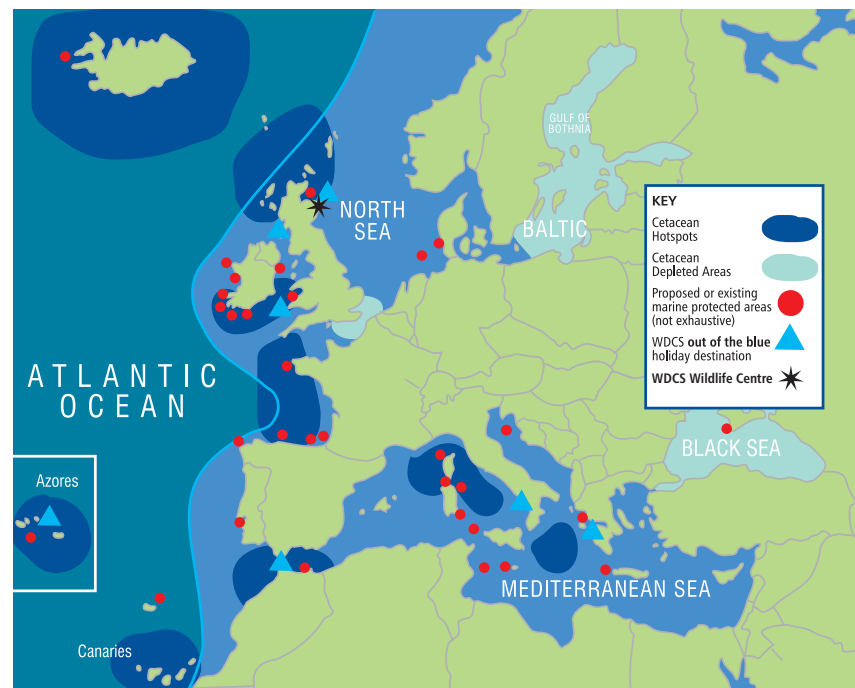 GULF OF
BOTHNIA
NORTH
SEA
BALTIC
KEY
Cetacean
Hotspots
Cetacean
Depleted Areas
Proposed or existing
marine protected areas
(not exhaustive)
WDCS out of the blue
holiday destination
WDCS Wildlife Centre
ATLANTIC
OCEAN
BLACK SEA
Azores
MEDITERRANEAN SEA
Canaries